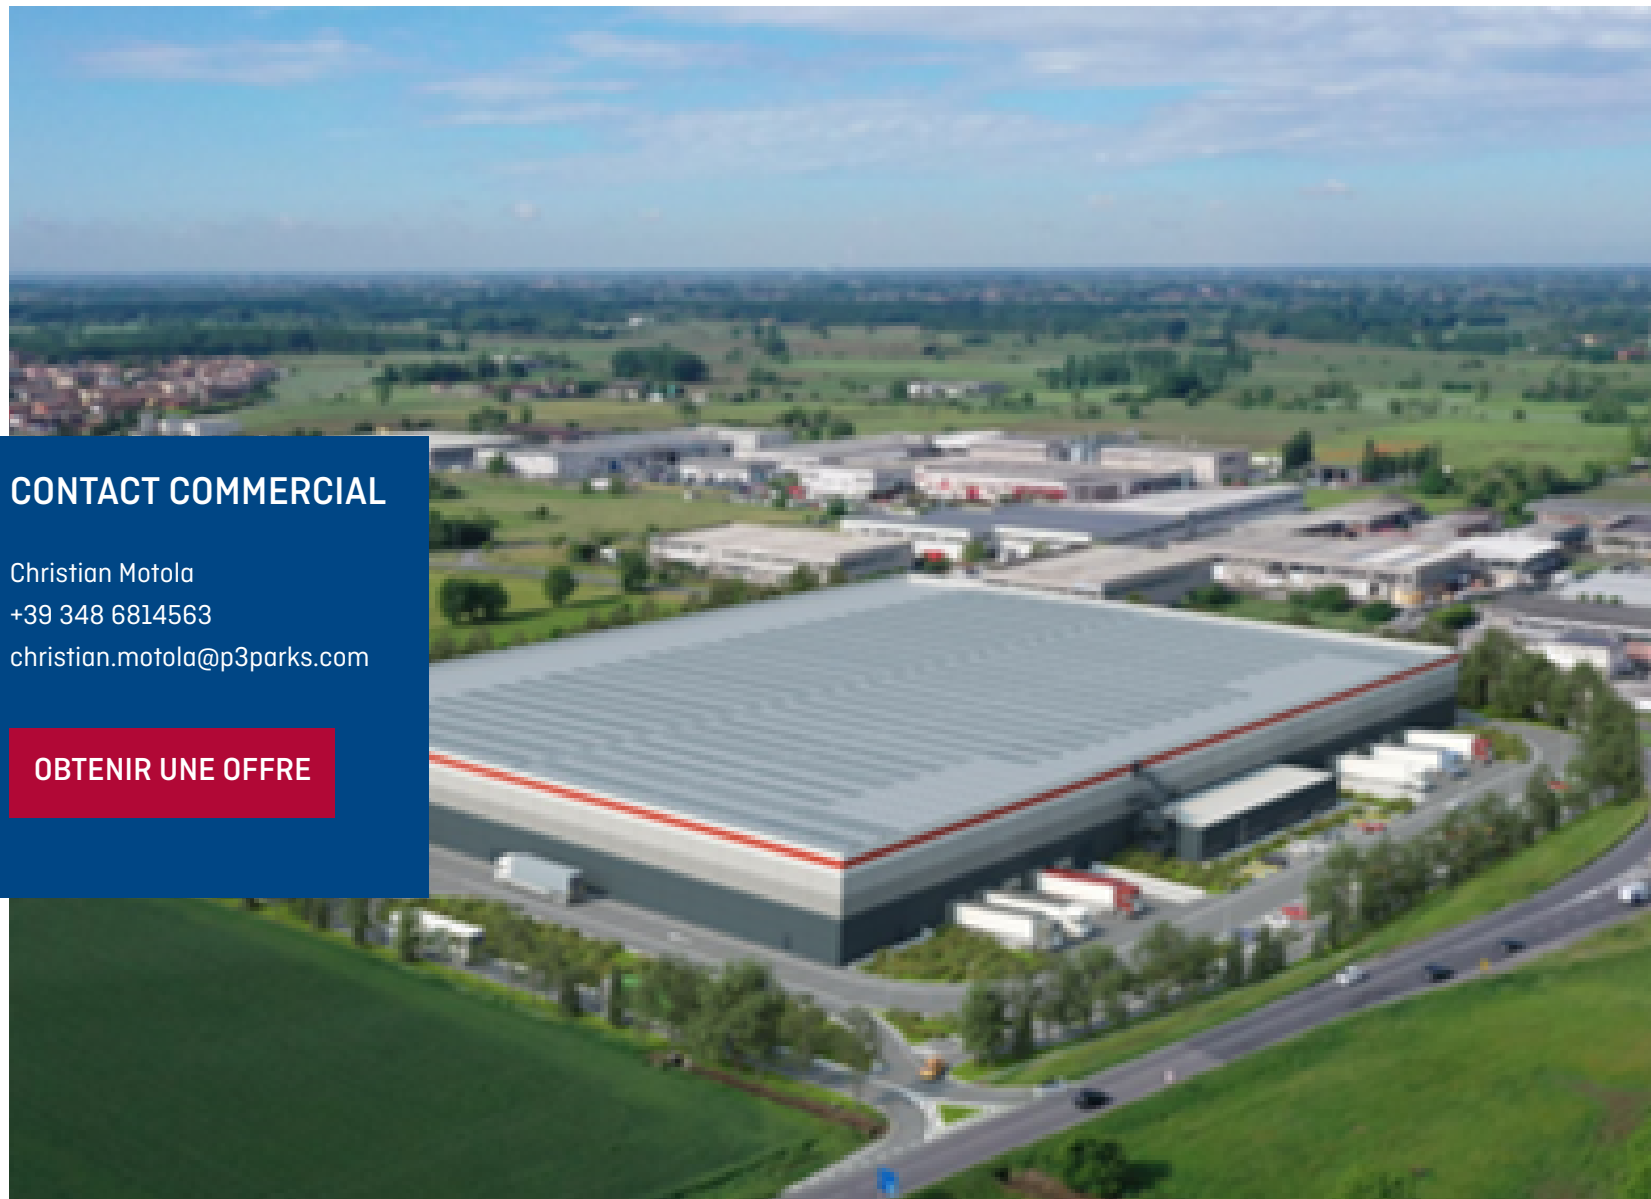 CONTACT COMMERCIAL
Christian Motola
+39 348 6814563
christian.motola@p3parks.com
OBTENIR UNE OFFRE